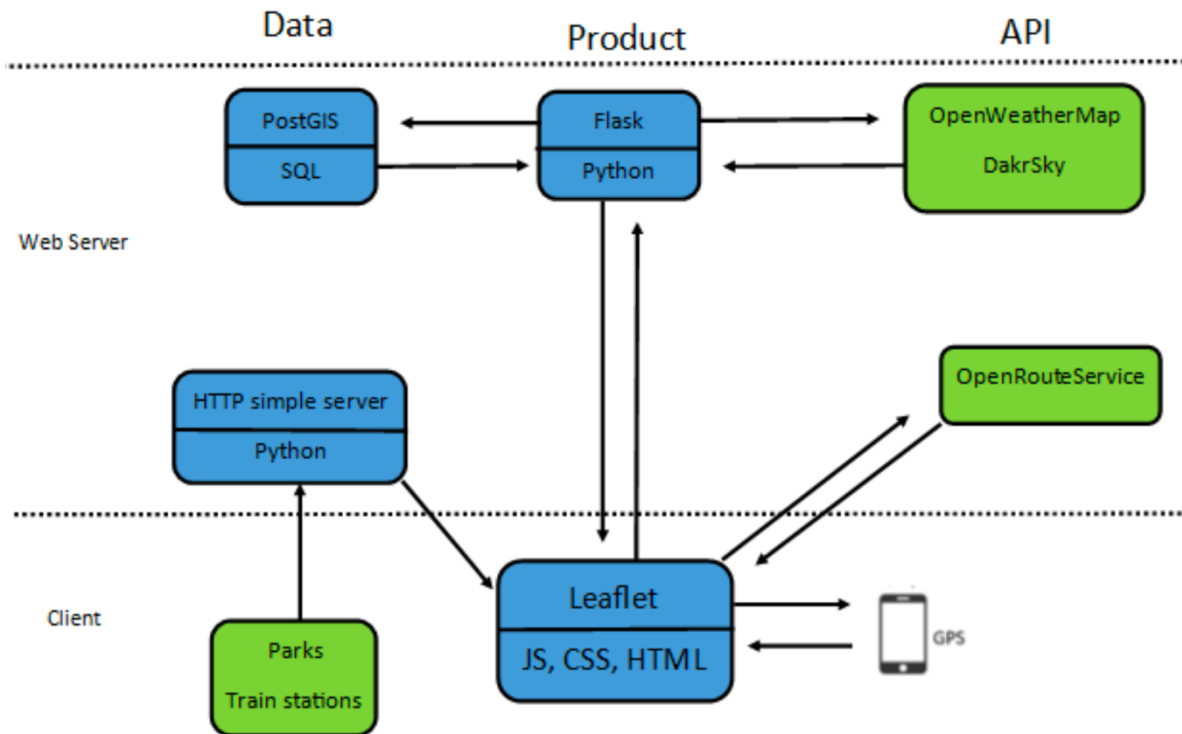 Data
Product
API
PostGIS
SQL
Flask
Python
OpenWeatherMap
DakrSky
Web Server
HTTP simple server
Python
OpenRouteService
Client
Parks
Train stations
Leaflet
JS, CSS, HTML
GPS